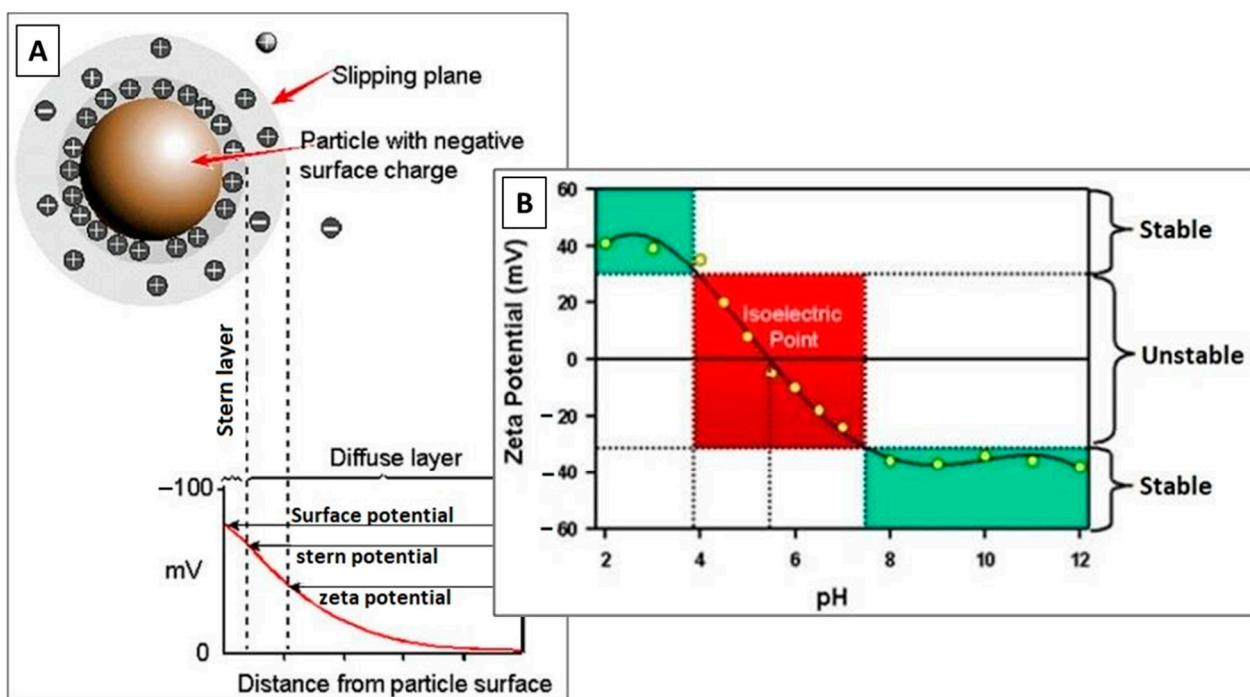 A
Slipping plane
Particle with negative
surface charge
Stern layer
Diffuse layer
−100
Surface potential
stern potential
mV
zeta potential
0
Distance from particle surface
B
Zeta Potential (mV)
60
40
20
0
−20
−40
−60
Isoelectric
Point
Stable
Unstable
Stable
2 4 6 8 10 12
pH